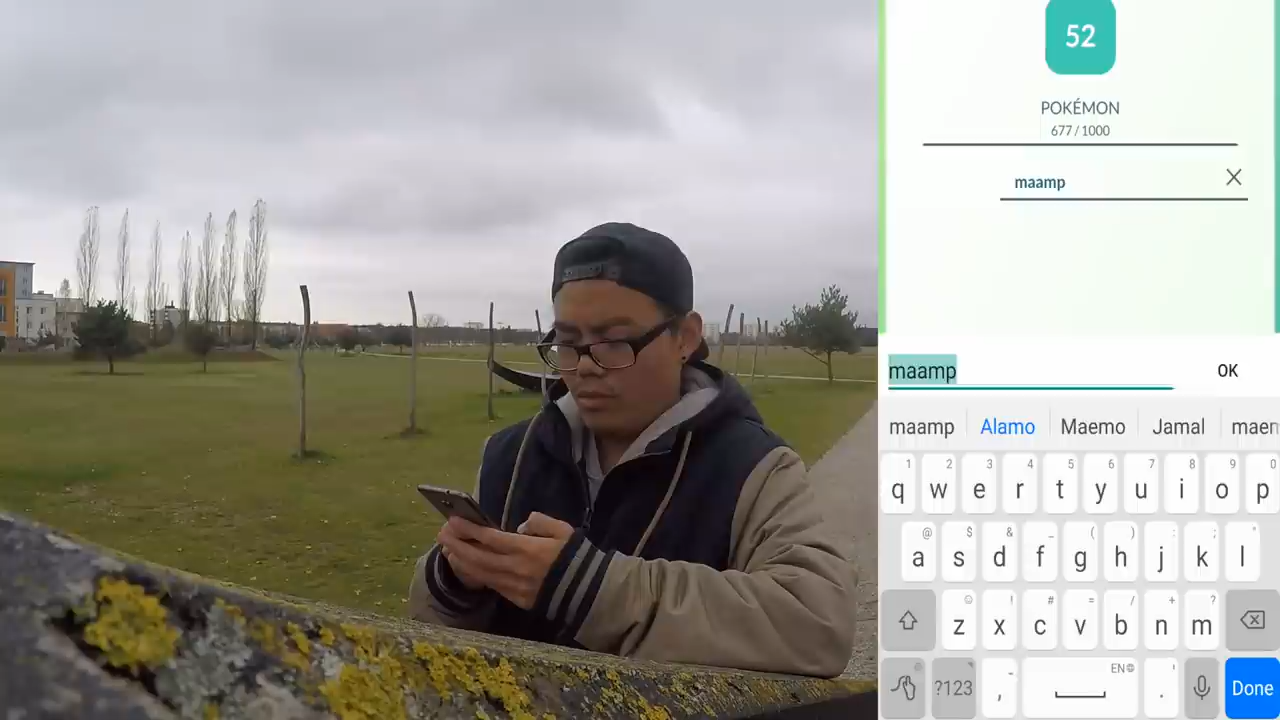 52
POKÉMON
677 / 1000
maamp
maamp OK
maamp Alamo Maemo Jamal maen
1 2 3 4 5 6 7 8 9 0
q w e r t y u i o p
@ $ & _ ( ) : ; "
a s d f g h j k l
! # = / + ?
z x c v b n m
EN
?123 , . Done